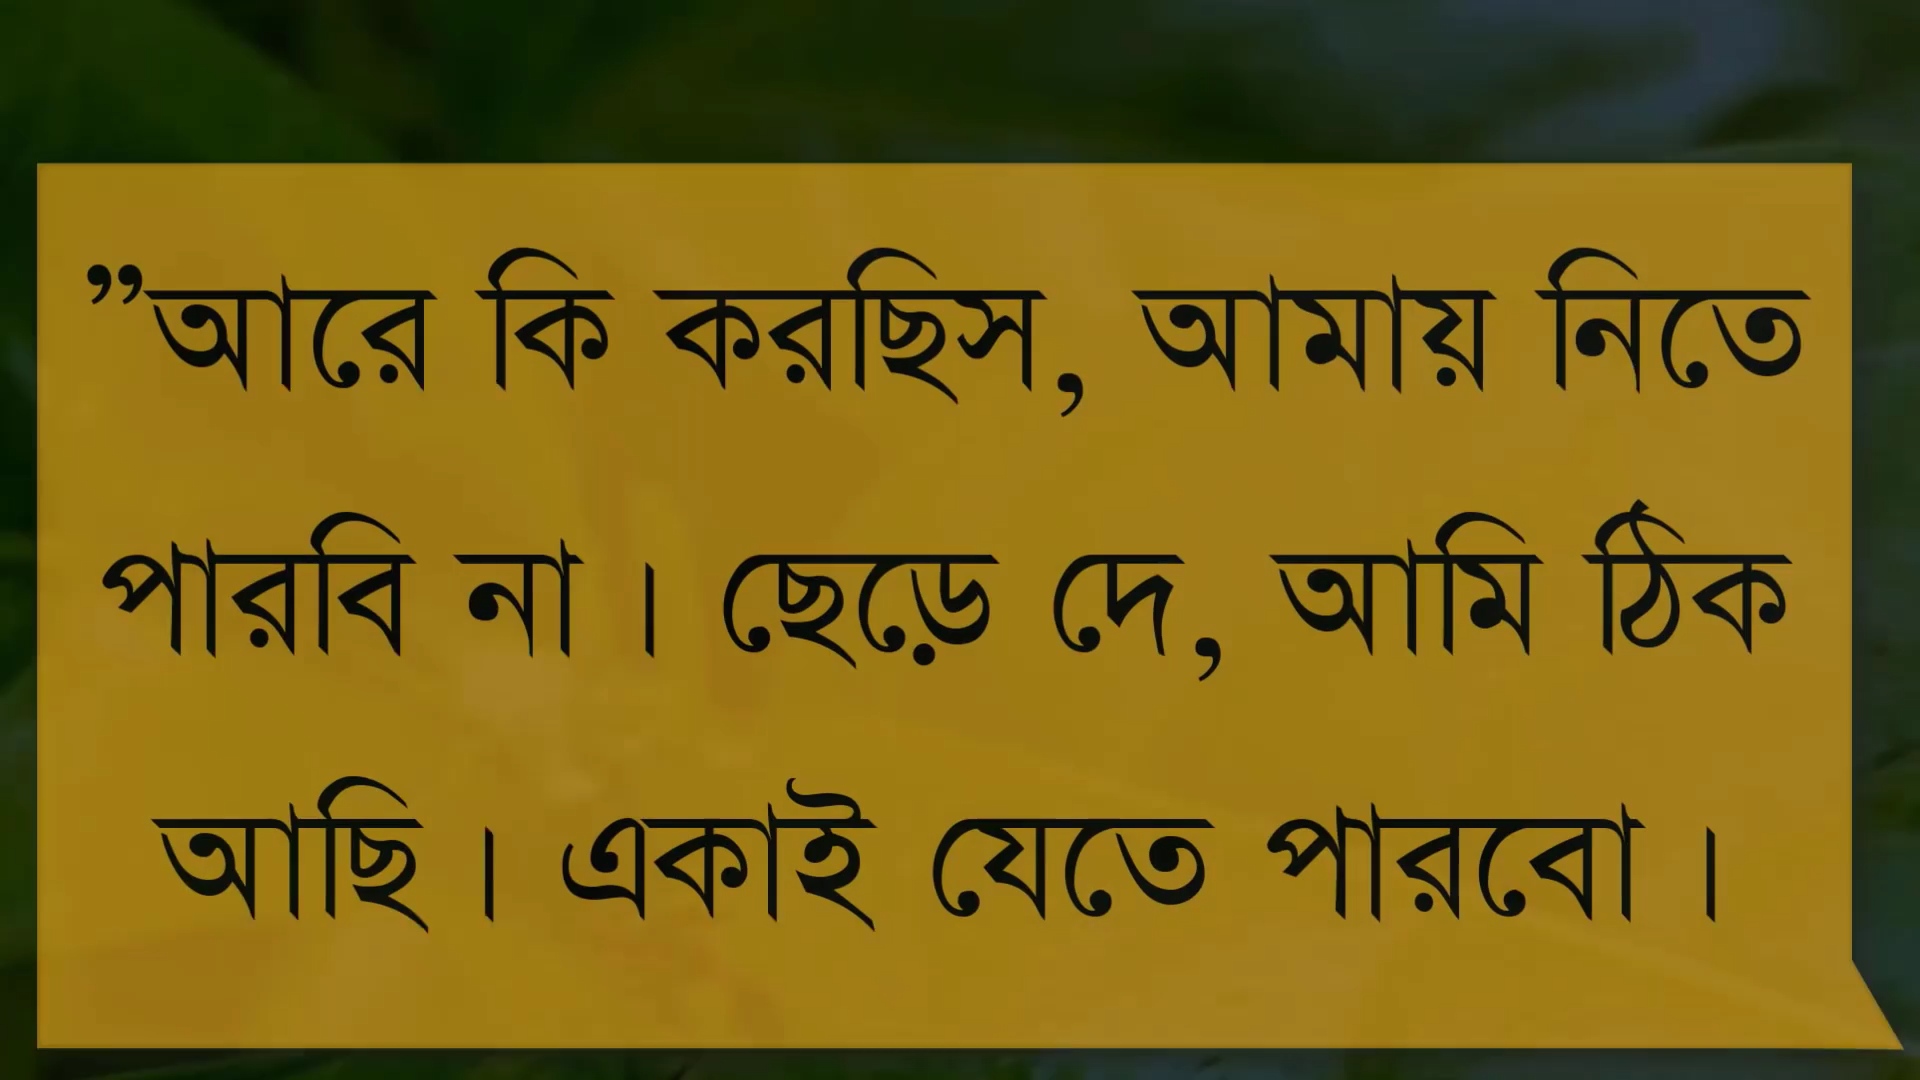 ”আরে কি করছিস, আমায় নিতে
পারবি না । ছেড়ে দে, আমি ঠিক
আছি । একাই যেতে পারবো ।